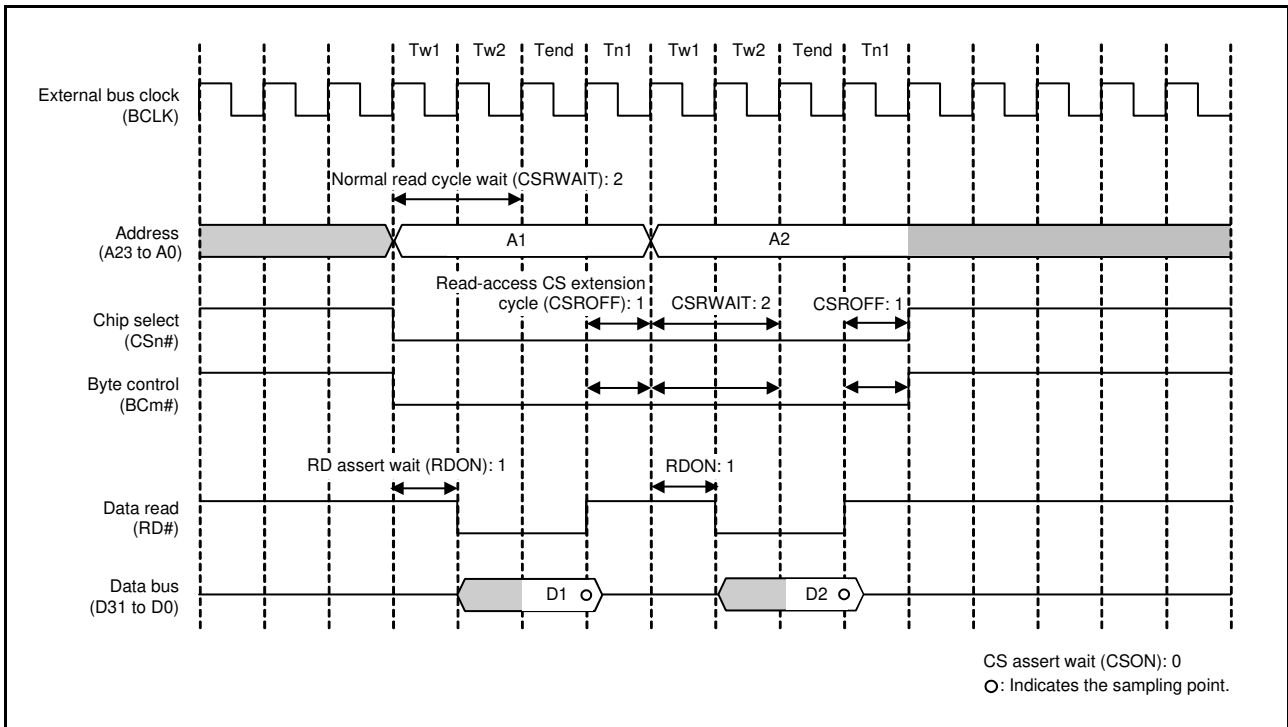 Tw1 Tw2 Tend Tn1 Tw1 Tw2 Tend Tn1
External bus clock
(BCLK)
Normal read cycle wait (CSRWAIT): 2
Address
(A23 to A0)
A1 A2
Read-access CS extension
cycle (CSROFF): 1 CSRWAIT: 2 CSROFF: 1
Chip select
(CSn#)
Byte control
(BCm#)
RD assert wait (RDON): 1 RDON: 1
Data read
(RD#)
Data bus
(D31 to D0)
D1 D2
CS assert wait (CSON): 0
: Indicates the sampling point.